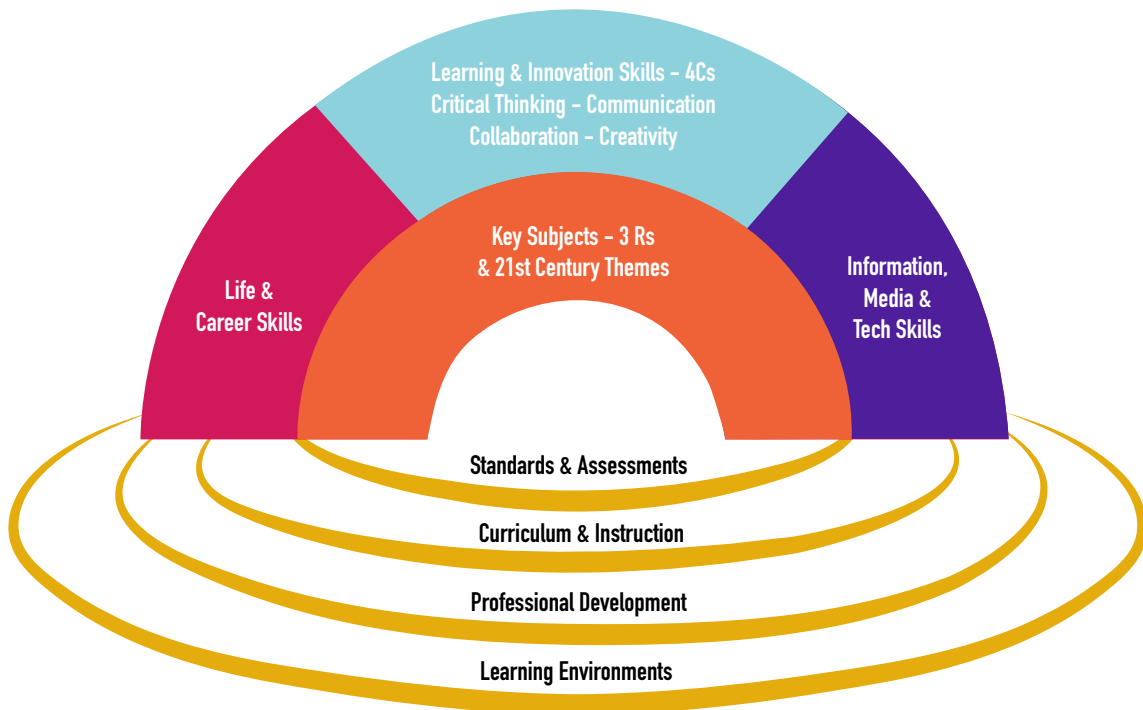 Learning & Innovation Skills – 4Cs
Critical Thinking – Communication
Collaboration – Creativity
Key Subjects – 3 Rs
& 21st Century Themes
Life &
Career Skills
Information,
Media &
Tech Skills
Standards & Assessments
Curriculum & Instruction
Professional Development
Learning Environments